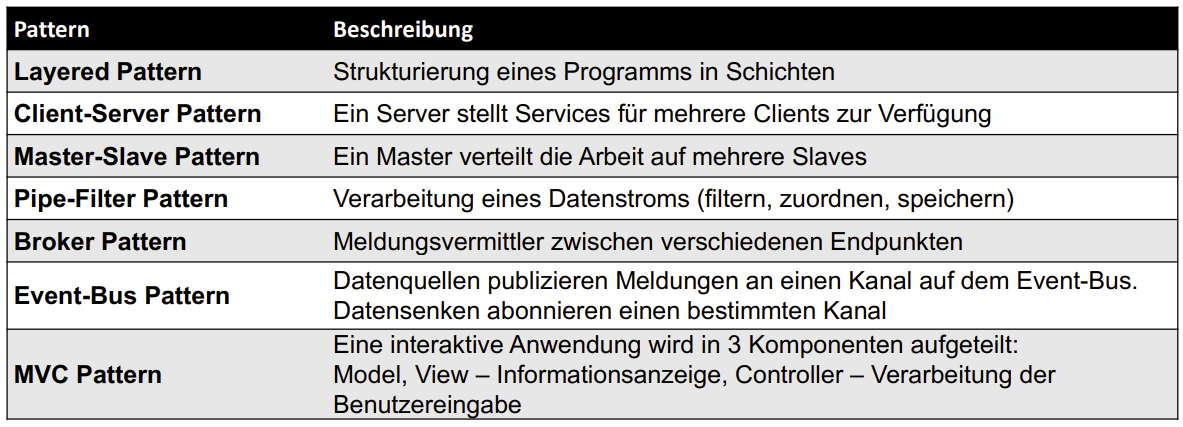 Pattern Beschreibung
Layered Pattern Strukturierung eines Programms in Schichten
Client-Server Pattern Ein Server stellt Services für mehrere Clients zur Verfügung
Master-Slave Pattern Ein Master verteilt die Arbeit auf mehrere Slaves
Pipe-Filter Pattern Verarbeitung eines Datenstroms (filtern, zuordnen, speichern)
Broker Pattern Meldungsvermittler zwischen verschiedenen Endpunkten
Event-Bus Pattern Datenquellen publizieren Meldungen an einen Kanal auf dem Event-Bus.
Datensenken abonnieren einen bestimmten Kanal
MVC Pattern Eine interaktive Anwendung wird in 3 Komponenten aufgeteilt:
Model, View – Informationsanzeige, Controller – Verarbeitung der
Benutzereingabe